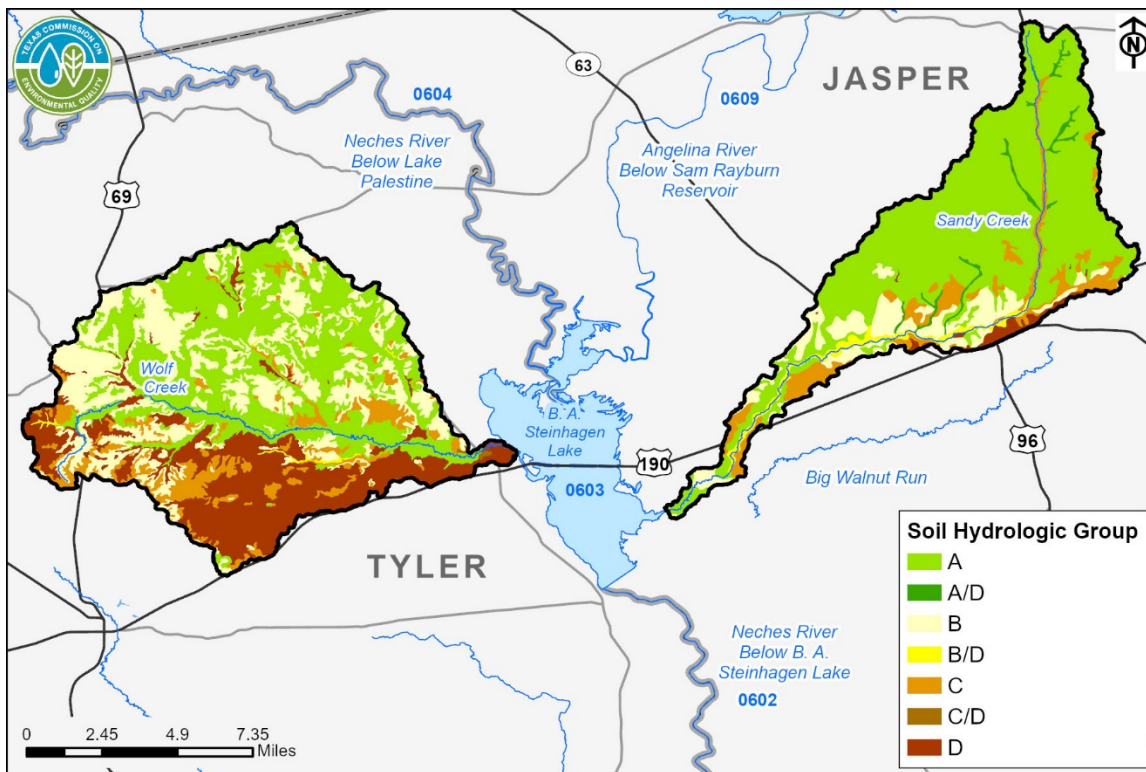 TEXAS COMMISSION ON
ENVIRONMENTAL QUALITY
N
0604
63
JASPER
0609
Neches River
Below Lake
Palestine
Angelina River
Below Sam Rayburn
Reservoir
69
Sandy Creek
Wolf
Creek
B. A.
Steinhagen
Lake
190
96
0603
Big Walnut Run
TYLER
Neches River
Below B. A.
Steinhagen Lake
0602
Soil Hydrologic Group
A
A/D
B
B/D
C
C/D
D
0 2.45 4.9 7.35
Miles